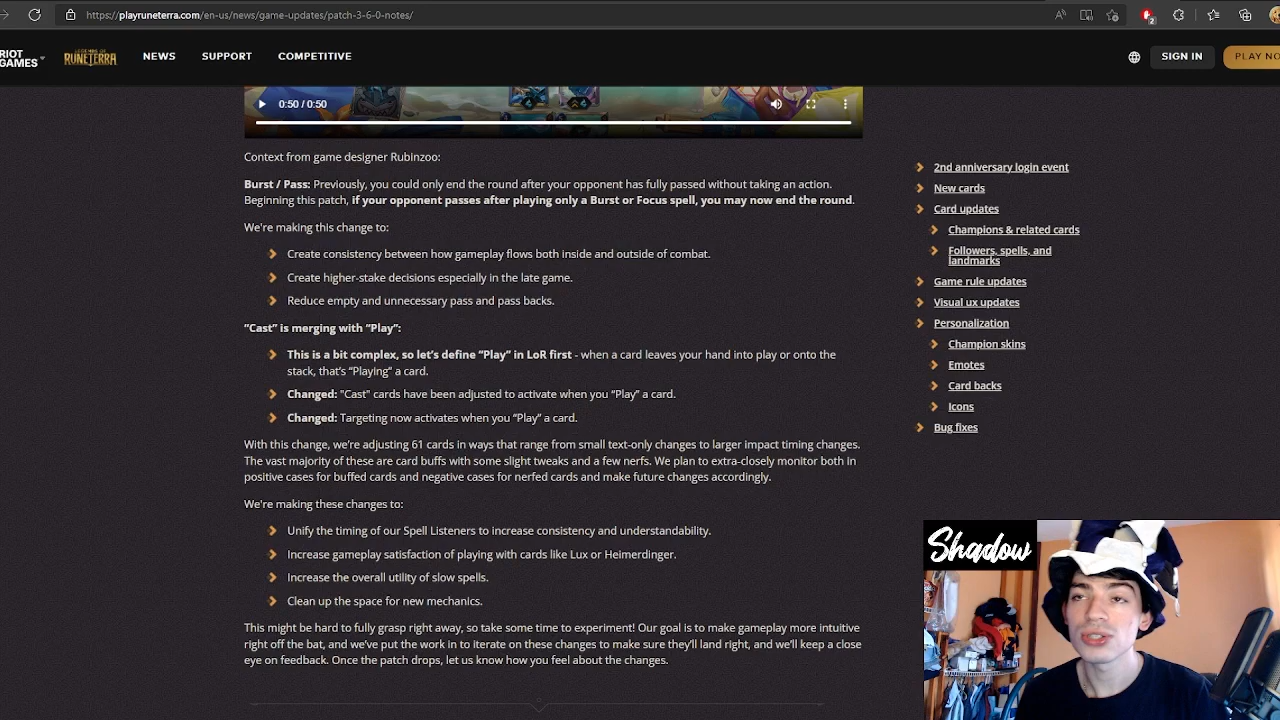 https://playruneterra.com/en-us/news/game-updates/patch-3-6-0-notes/
2
RIOT
GAMES
LEGENDS OF
RUNETERRA
NEWS
SUPPORT
COMPETITIVE
SIGN IN
PLAY NO
0:50 / 0:50
Context from game designer Rubinzoo:
Burst / Pass: Previously, you could only end the round after your opponent has fully passed without taking an action.
Beginning this patch, if your opponent passes after playing only a Burst or Focus spell, you may now end the round.
We're making this change to:
Create consistency between how gameplay flows both inside and outside of combat.
Create higher-stake decisions especially in the late game.
Reduce empty and unnecessary pass and pass backs.
“Cast” is merging with “Play”:
This is a bit complex, so let’s define “Play” in LoR first - when a card leaves your hand into play or onto the
stack, that’s “Playing” a card.
Changed: "Cast” cards have been adjusted to activate when you “Play” a card.
Changed: Targeting now activates when you “Play” a card.
With this change, we’re adjusting 61 cards in ways that range from small text-only changes to larger impact timing changes.
The vast majority of these are card buffs with some slight tweaks and a few nerfs. We plan to extra-closely monitor both in
positive cases for buffed cards and negative cases for nerfed cards and make future changes accordingly.
We're making these changes to:
Unify the timing of our Spell Listeners to increase consistency and understandability.
Increase gameplay satisfaction of playing with cards like Lux or Heimerdinger.
Increase the overall utility of slow spells.
Clean up the space for new mechanics.
This might be hard to fully grasp right away, so take some time to experiment! Our goal is to make gameplay more intuitive
right off the bat, and we’ve put the work in to iterate on these changes to make sure they’ll land right, and we’ll keep a close
eye on feedback. Once the patch drops, let us know how you feel about the changes.
2nd anniversary login event
New cards
Card updates
Champions & related cards
Followers, spells, and
landmarks
Game rule updates
Visual ux updates
Personalization
Champion skins
Emotes
Card backs
Icons
Bug fixes
Shadow